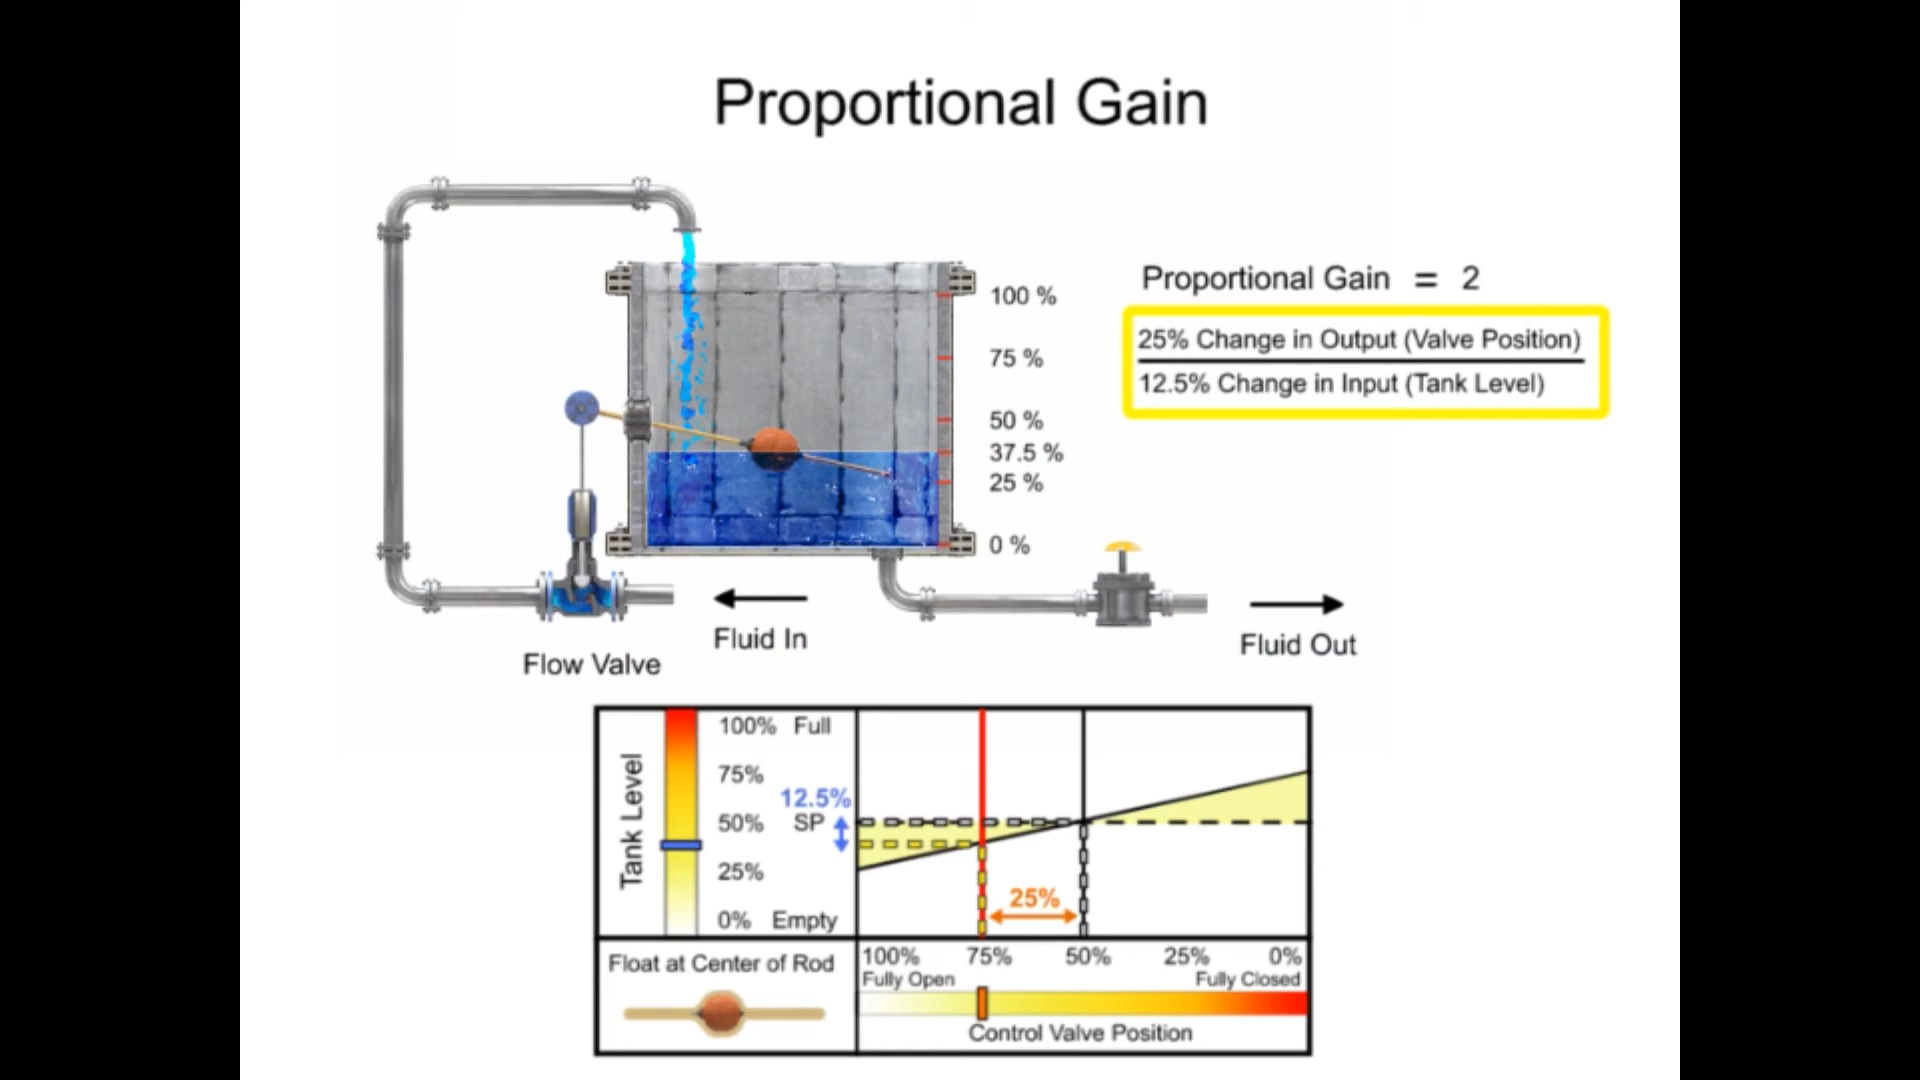 Proportional Gain
Proportional Gain = 2
25% Change in Output (Valve Position)
12.5% Change in Input (Tank Level)
100 %
75 %
50 %
37.5 %
25 %
0 %
Fluid In
Fluid Out
Flow Valve
Tank Level
100% Full
75%
12.5%
50% SP
25%
0% Empty
25%
Float at Center of Rod
100% 75% 50% 25% 0%
Fully Open Fully Closed
Control Valve Position